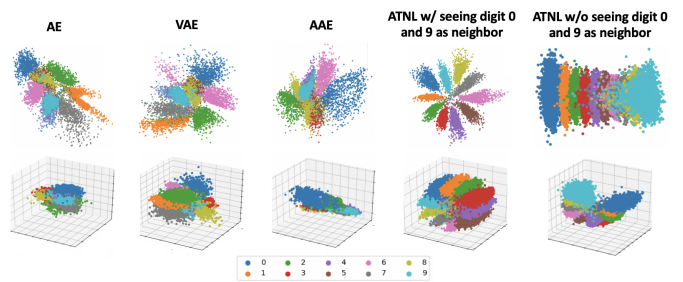 AE
VAE
AAE
ATNL w/ seeing digit 0
and 9 as neighbor
ATNL w/o seeing digit 0
and 9 as neighbor
0 2 4 6 8
1 3 5 7 9